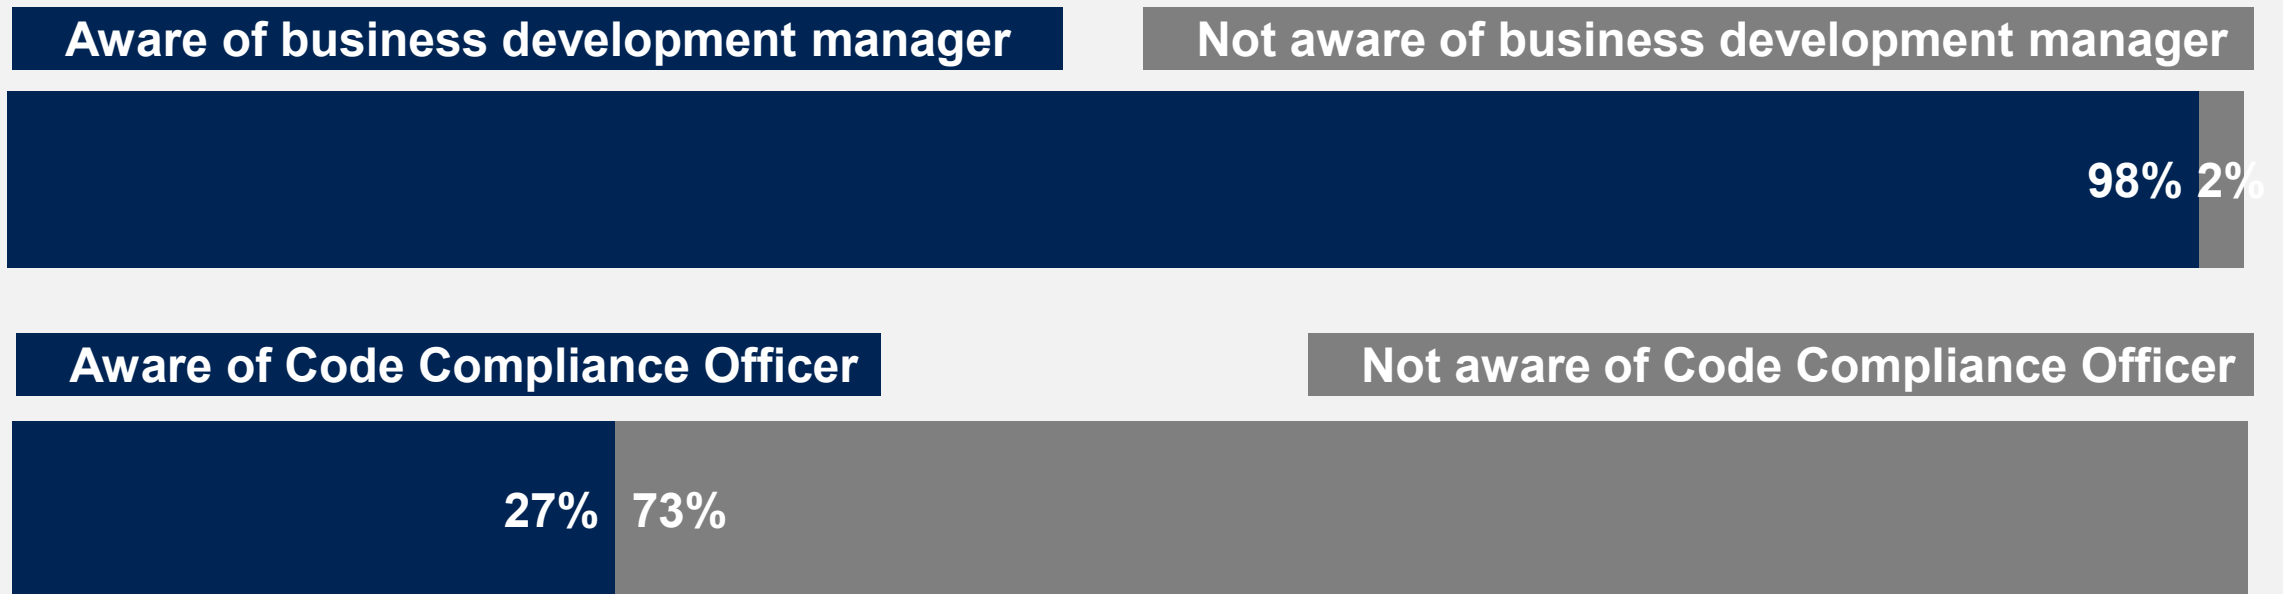 Aware of business development manager
Not aware of business development manager
98% 2%
Aware of Code Compliance Officer
Not aware of Code Compliance Officer
27% 73%